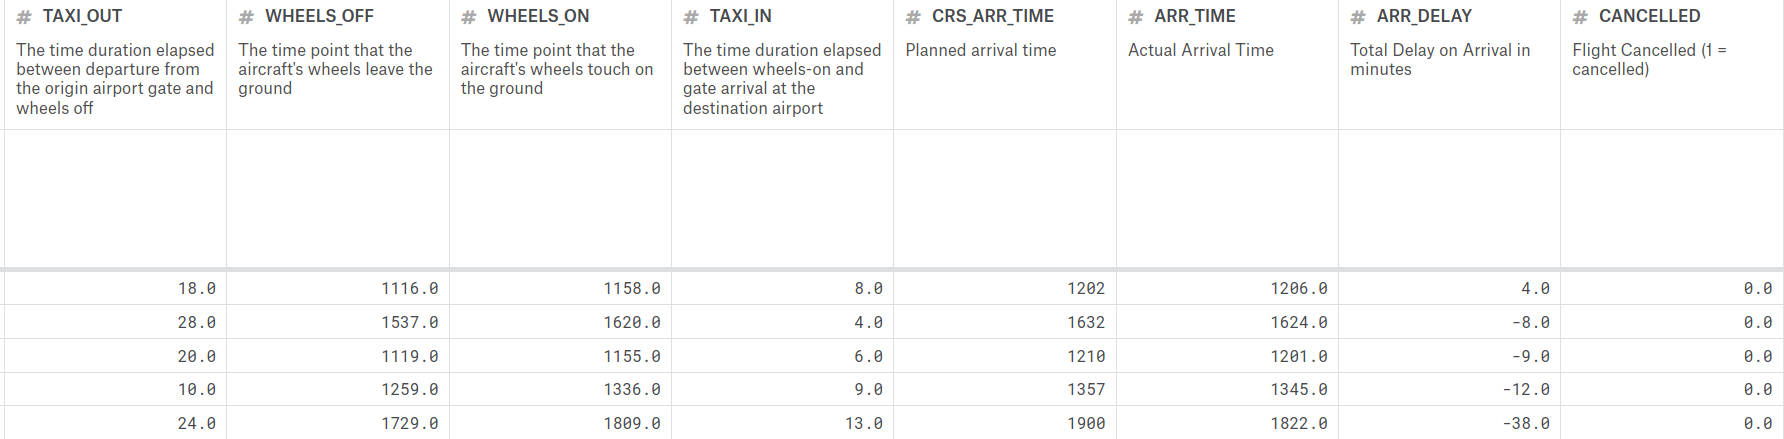 # TAXI_OUT # WHEELS_OFF # WHEELS_ON # TAXI_IN # CRS_ARR_TIME # ARR_TIME # ARR_DELAY # CANCELLED
The time duration elapsed The time point that the The time point that the The time duration elapsed Planned arrival time Actual Arrival Time Total Delay on Arrival in Flight Cancelled (1 =
between departure from aircraft's wheels leave the aircraft's wheels touch on between wheels-on and minutes cancelled)
the origin airport gate and ground the ground gate arrival at the
wheels off destination airport
18.0 1116.0 1158.0 8.0 1202 1206.0 4.0 0.0
28.0 1537.0 1620.0 4.0 1632 1624.0 -8.0 0.0
20.0 1119.0 1155.0 6.0 1210 1201.0 -9.0 0.0
10.0 1259.0 1336.0 9.0 1357 1345.0 -12.0 0.0
24.0 1729.0 1809.0 13.0 1900 1822.0 -38.0 0.0